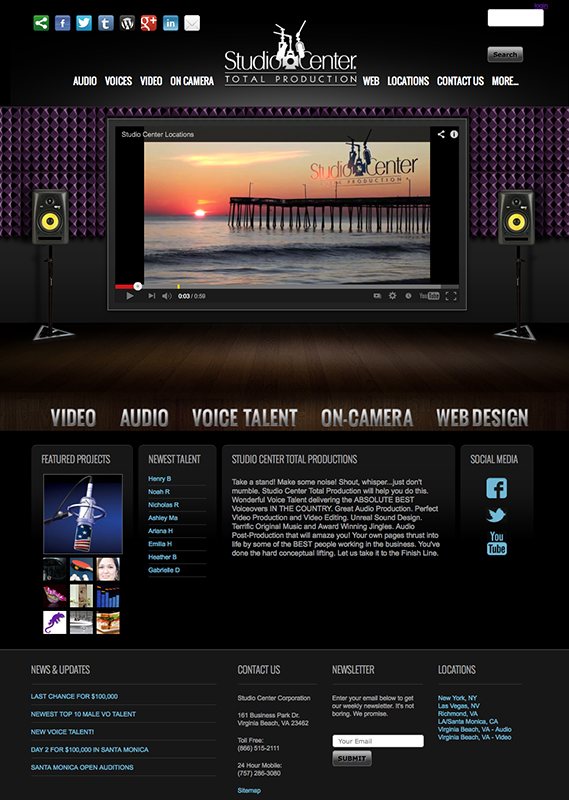 login
Studio Center
TOTAL PRODUCTION
Search
AUDIO VOICES VIDEO ON CAMERA WEB LOCATIONS CONTACT US MORE...
Studio Center Locations
Studio Center
0:03 / 0:59
YouTube
VIDEO AUDIO VOICE TALENT ON-CAMERA WEB DESIGN
FEATURED PROJECTS
NEWEST TALENT
Henry B
Noah R
Nicholas R
Ashley Ma
Ariana H
Emilia H
Heather B
Gabrielle D
STUDIO CENTER TOTAL PRODUCTIONS
Take a stand! Make some noise! Shout, whisper...just don't
mumble. Studio Center Total Production will help you do this.
Wonderful Voice Talent delivering the ABSOLUTE BEST
Voiceovers IN THE COUNTRY. Great Audio Production. Perfect
Video Production and Video Editing. Unreal Sound Design.
Terrific Original Music and Award Winning Jingles. Audio
Post-Production that will amaze you! Your own pages thrust into
life by some of the BEST people working in the business. You've
done the hard conceptual lifting. Let us take it to the Finish Line.
SOCIAL MEDIA
You
Tube
NEWS & UPDATES
LAST CHANCE FOR $100,000
NEWEST TOP 10 MALE VO TALENT
NEW VOICE TALENT!
DAY 2 FOR $100,000 IN SANTA MONICA
SANTA MONICA OPEN AUDITIONS
CONTACT US
Studio Center Corporation
161 Business Park Dr.
Virginia Beach, VA 23462
Toll Free:
(866) 515-2111
24 Hour Mobile:
(757) 286-3080
Sitemap
NEWSLETTER
Enter your email below to get
our weekly newsletter. It's not
boring. We promise.
Your Email
SUBMIT
LOCATIONS
New York, NY
Las Vegas, NV
Richmond, VA
LA/Santa Monica, CA
Virginia Beach, VA - Audio
Virginia Beach, VA - Video